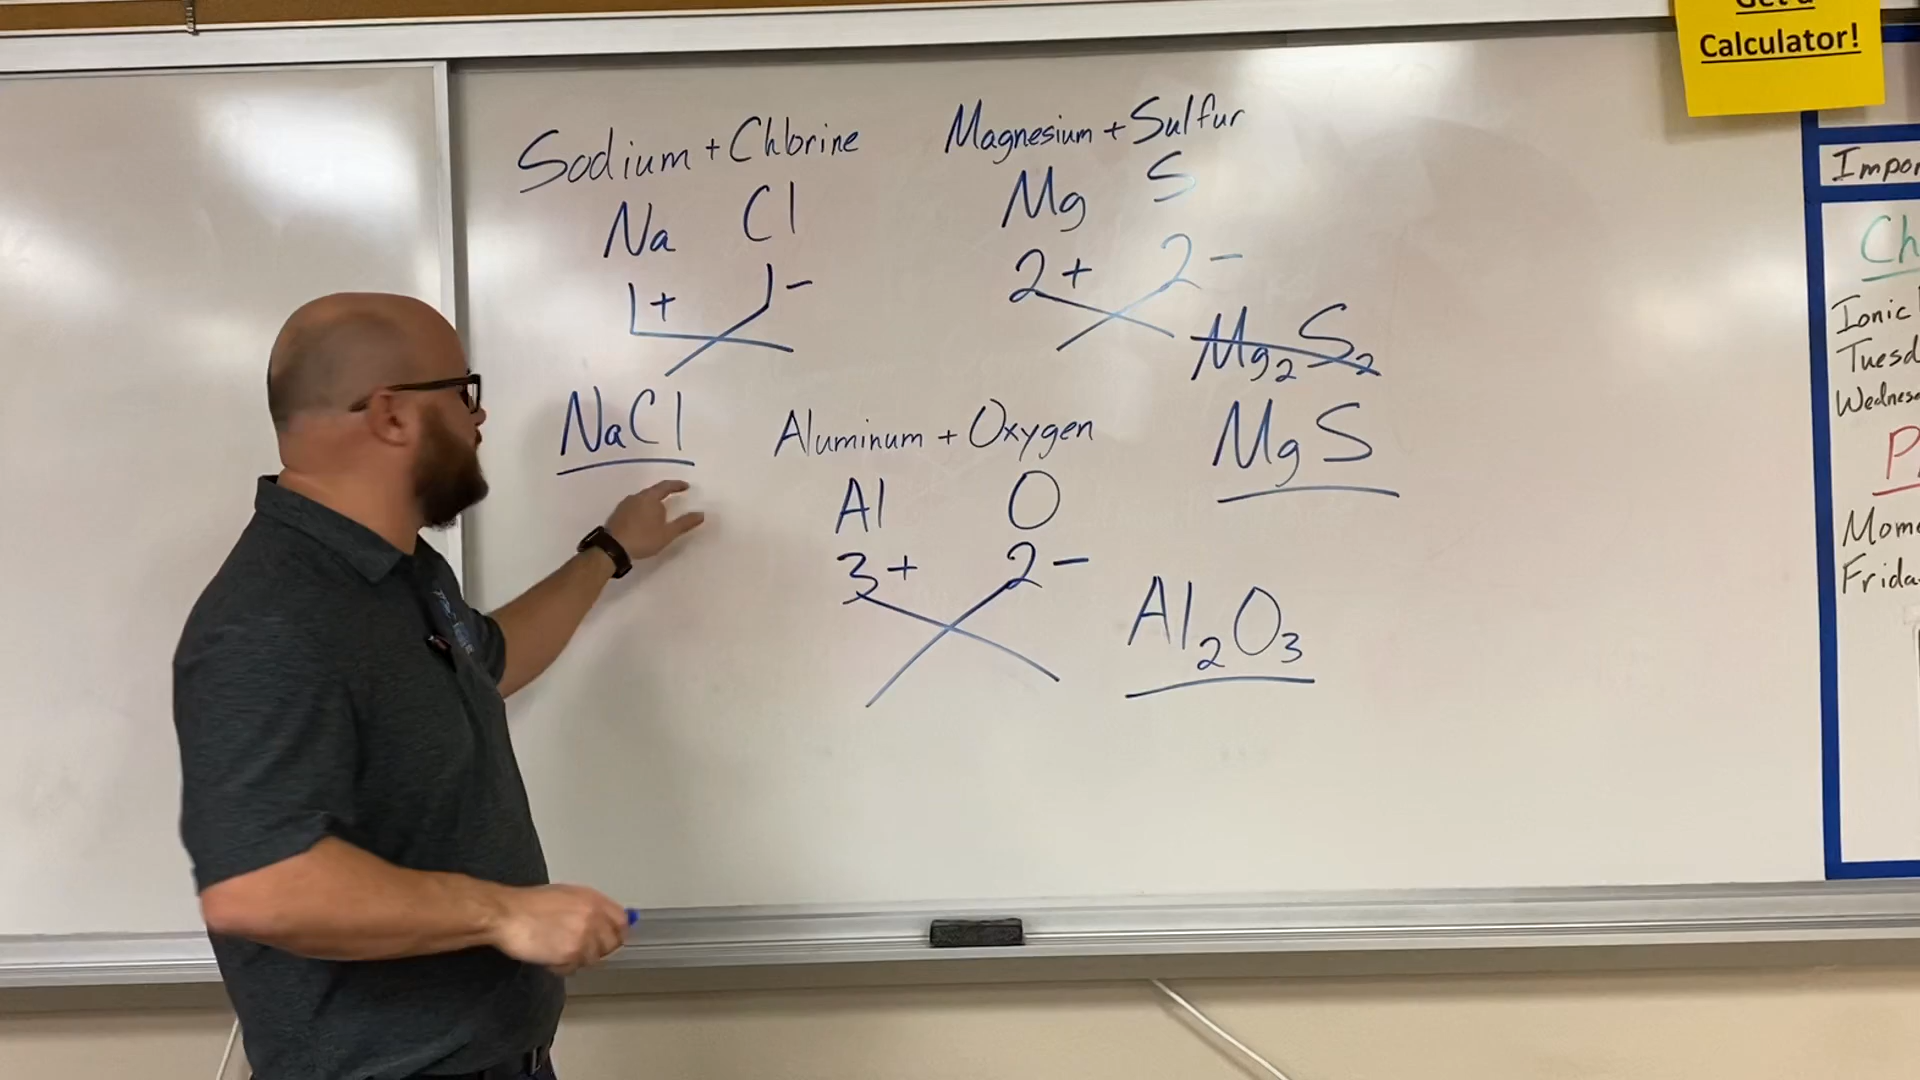 Get a
Calculator!
Sodium + Chlorine
Na Cl
1+ 1-
NaCl
Magnesium + Sulfur
Mg S
2+ 2-
Mg2S2
MgS
Aluminum + Oxygen
Al O
3+ 2-
Al2O3
Impor
Ch
Ionic
Tuesd
Wednes
P
Mome
Frida